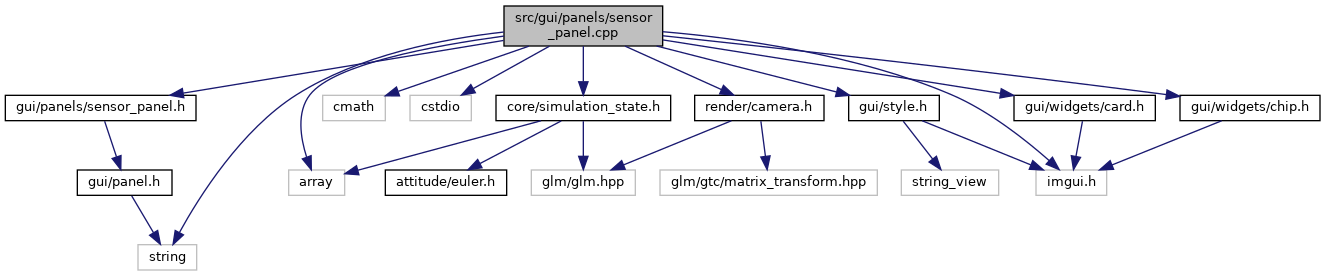 src/gui/panels/sensor
_panel.cpp
gui/panels/sensor_panel.h
cmath
cstdio
core/simulation_state.h
render/camera.h
gui/style.h
gui/widgets/card.h
gui/widgets/chip.h
gui/panel.h
array
attitude/euler.h
glm/glm.hpp
glm/gtc/matrix_transform.hpp
string_view
imgui.h
string